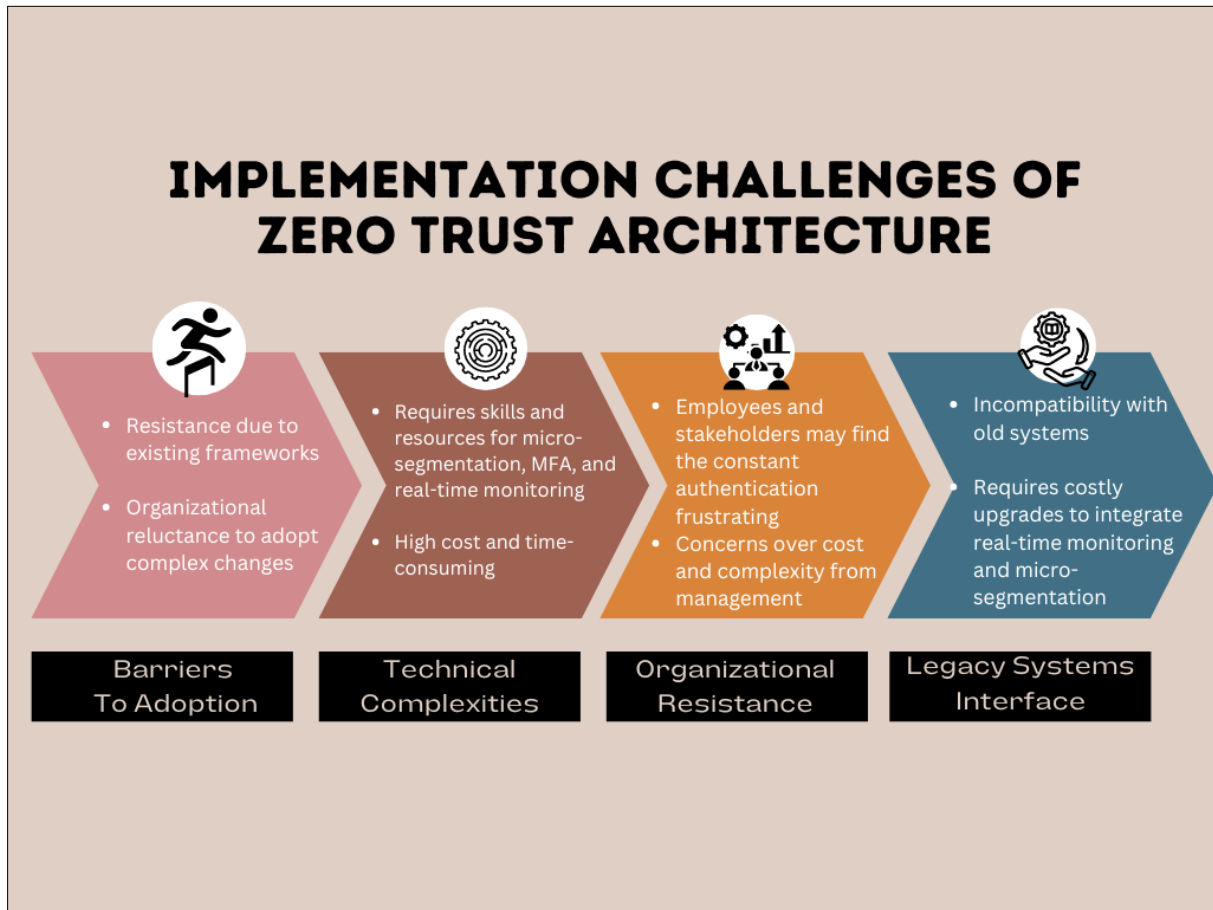 IMPLEMENTATION CHALLENGES OF
ZERO TRUST ARCHITECTURE
• Resistance due to
existing frameworks
• Organizational
reluctance to adopt
complex changes
Barriers
To Adoption
• Requires skills and
resources for micro-
segmentation, MFA, and
real-time monitoring
• High cost and time-
consuming
Technical
Complexities
• Employees and
stakeholders may find
the constant
authentication
frustrating
• Concerns over cost
and complexity from
management
Organizational
Resistance
• Incompatibility with
old systems
• Requires costly
upgrades to integrate
real-time monitoring
and micro-
segmentation
Legacy Systems
Interface